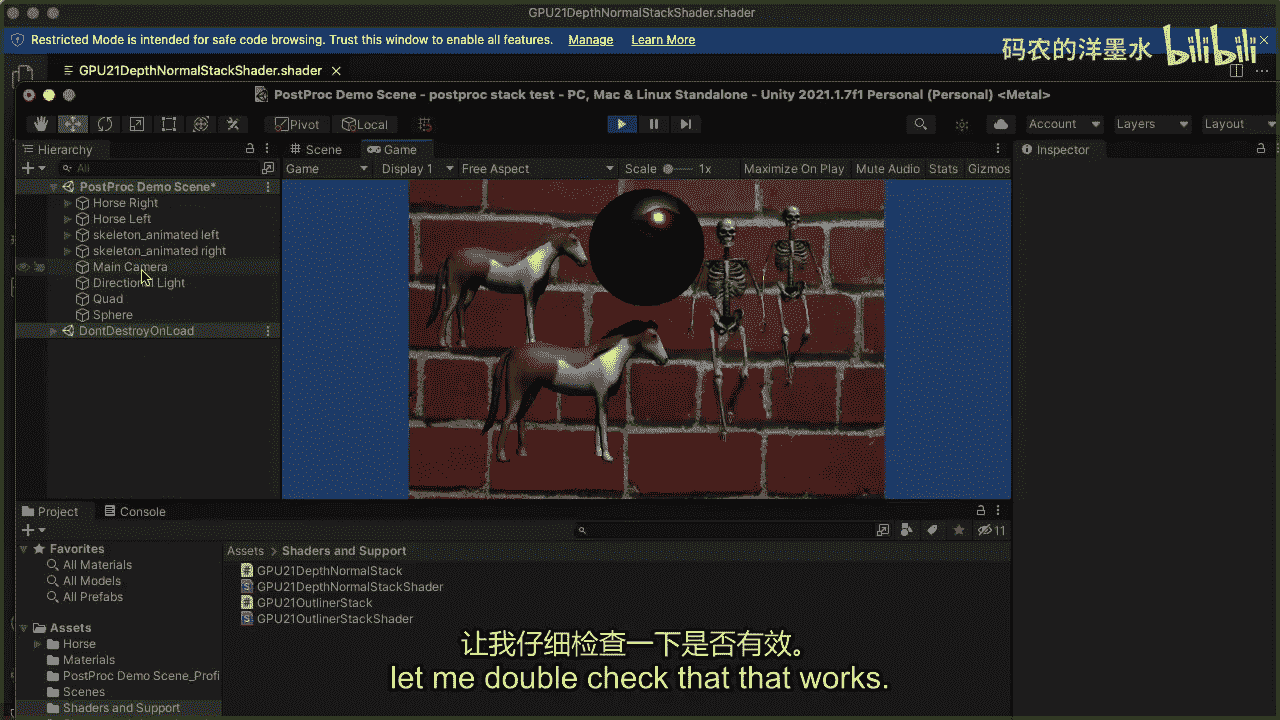 GPU21DepthNormalStackShader.shader
Restricted Mode is intended for safe code browsing. Trust this window to enable all features. Manage Learn More
码农的洋墨水 bilibili
GPU21DepthNormalStackShader.shader
PostProc Demo Scene - postproc stack test - PC, Mac & Linux Standalone - Unity 2021.1.7f1 Personal (Personal) <Metal>
Pivot Local Account Layers Layout
Hierarchy Scene Game Inspector
All Game Display 1 Free Aspect Scale 1x Maximize On Play Mute Audio Stats Gizmos
PostProc Demo Scene*
Horse Right
Horse Left
skeleton_animated left
skeleton_animated right
Main Camera
Directional Light
Quad
Sphere
DontDestroyOnLoad
Project Console
11
Favorites
All Materials
All Models
All Prefabs
Assets
Horse
Materials
PostProc Demo Scene_Profi
Scenes
Shaders and Support
Assets > Shaders and Support
GPU21DepthNormalStack
GPU21DepthNormalStackShader
GPU21OutlinerStack
GPU21OutlinerStackShader
让我仔细检查一下是否有效。
let me double check that that works.